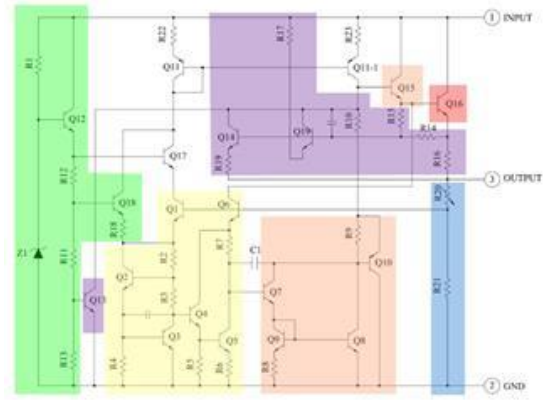 1 INPUT
R22
R17
R23
R1
Q11
Q11-1
Q15
Q16
Q12
R13
R14
R10
Q14
Q19
R12
Q17
R19
R16
3 OUTPUT
Q18
R18
Q1
Q6
R20
R9
Z1
R11
R2
R7
C1
Q10
Q2
R21
R3
Q7
Q13
Q4
Q3
Q5
Q9
Q8
R13
R4
R5
R6
R8
2 GND